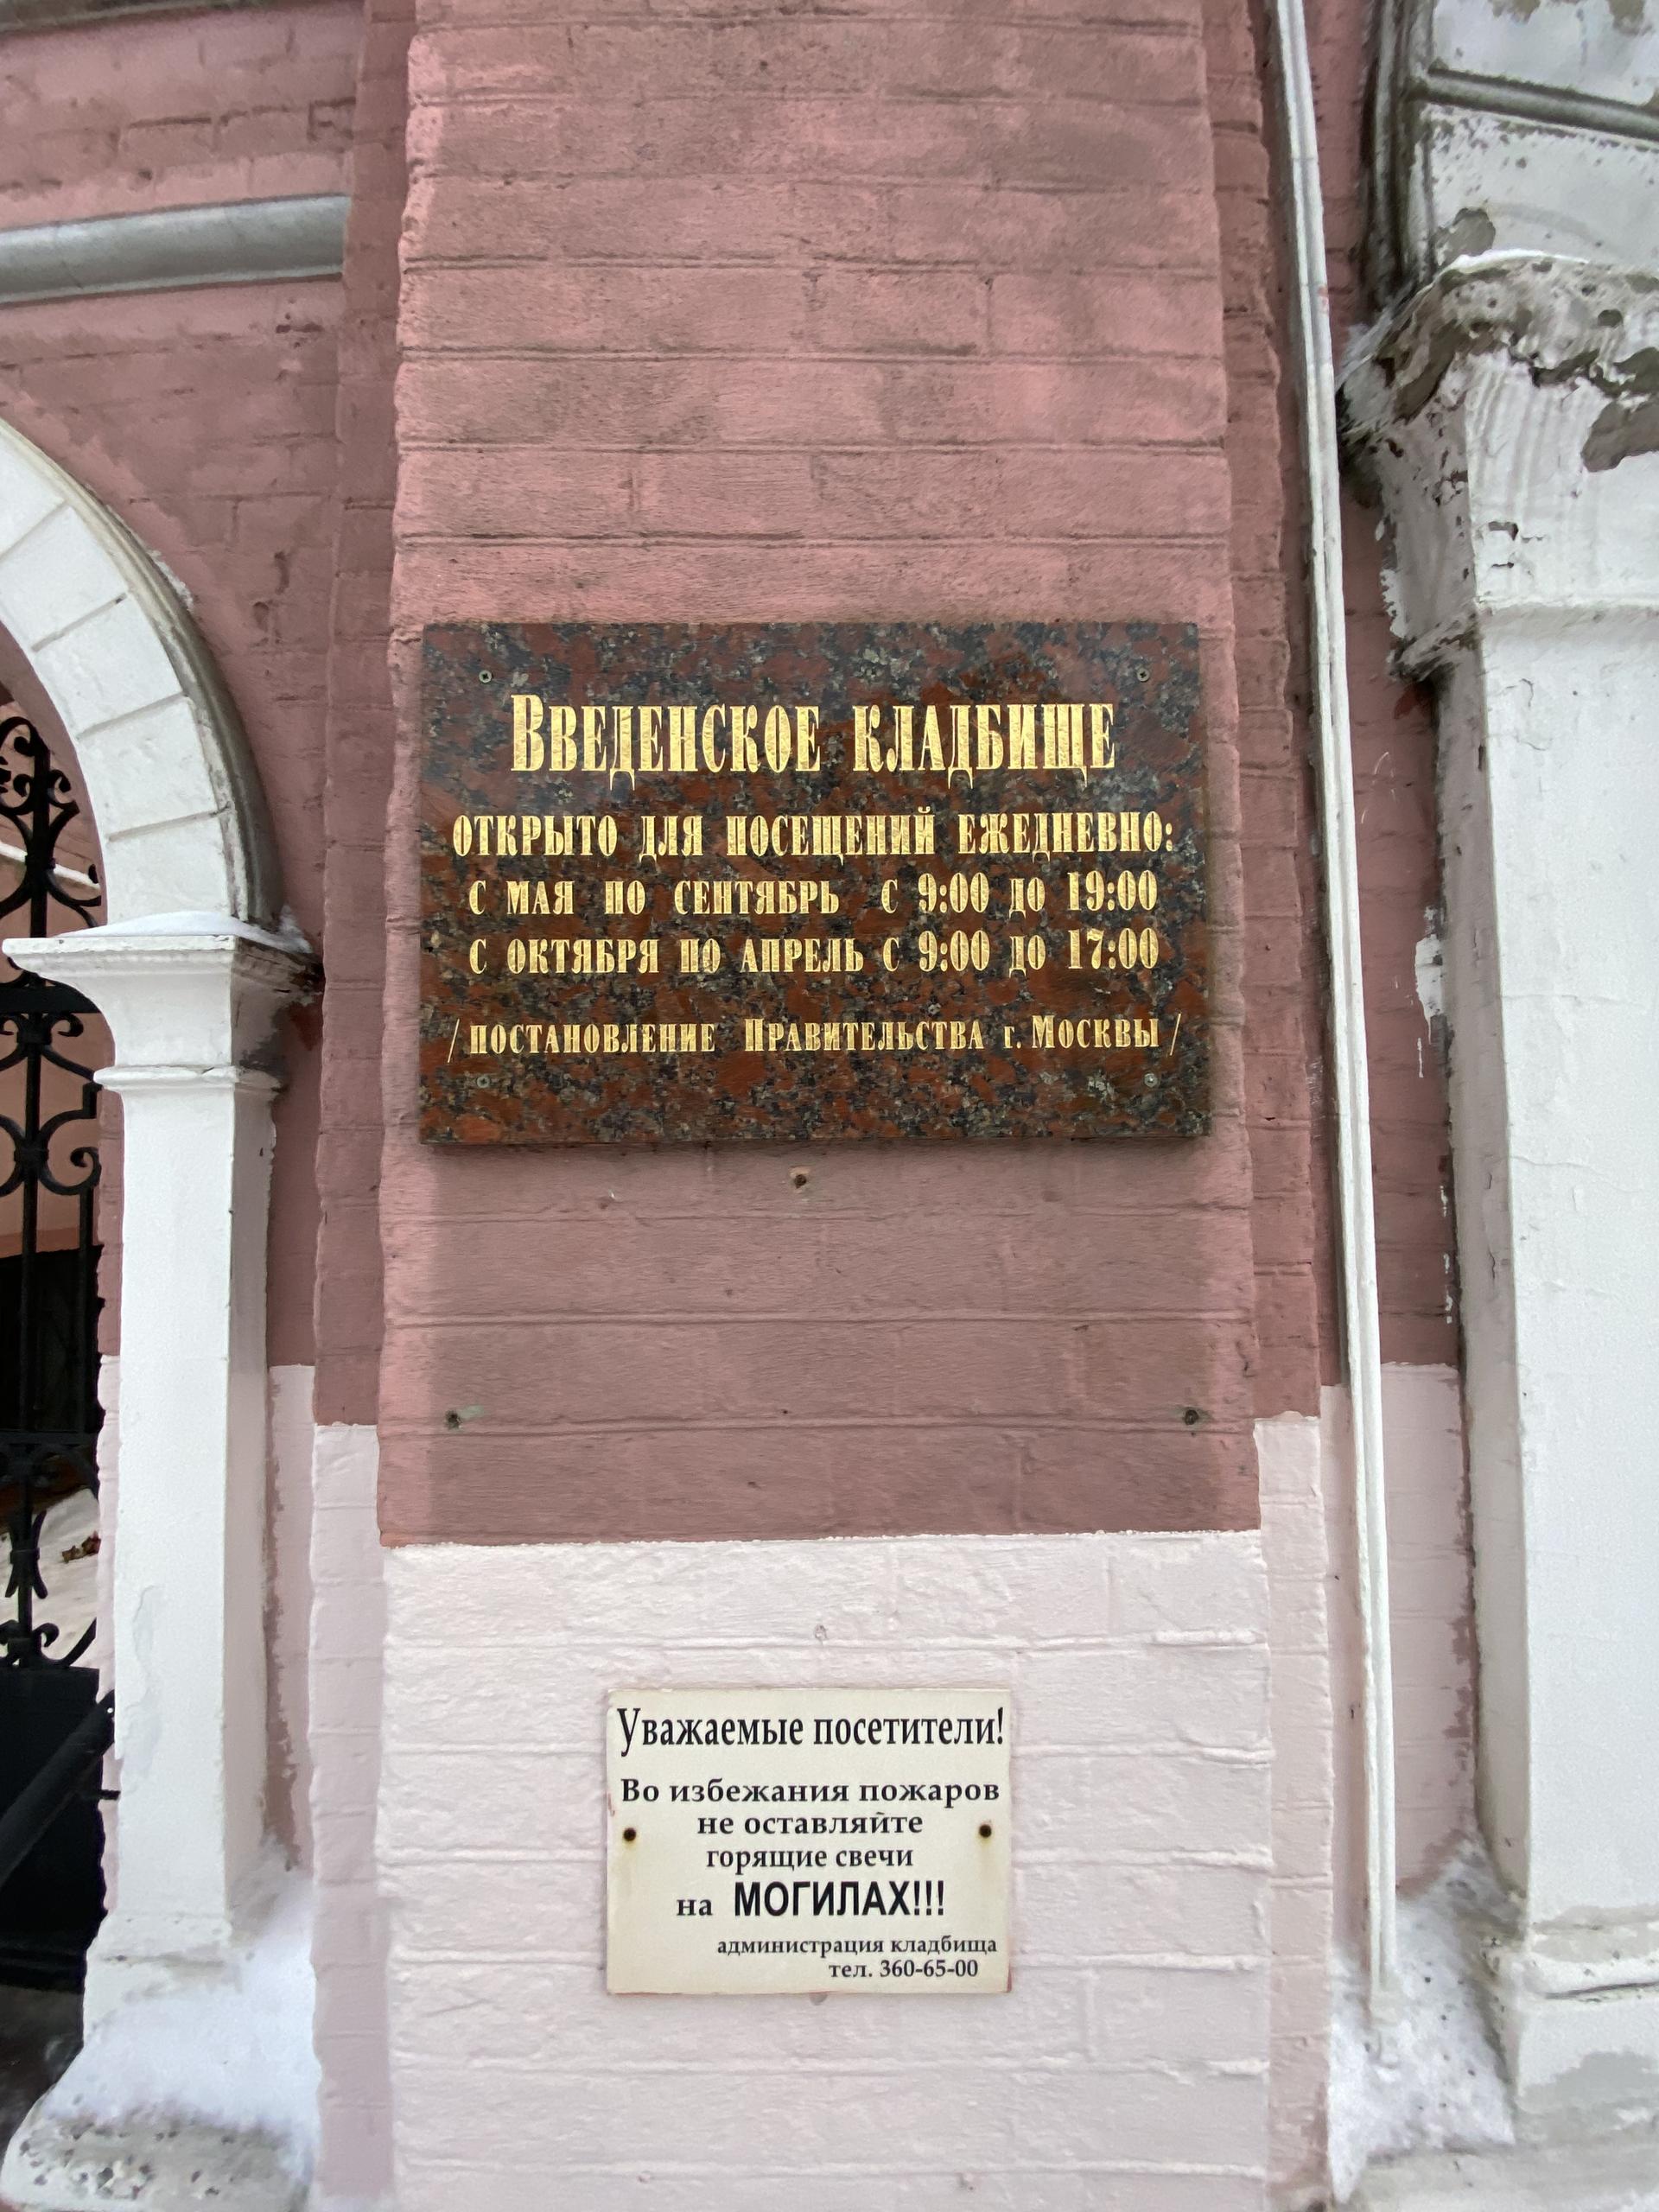 Введенское кладбище
открыто для посещений ежедневно:
с мая по сентябрь с 9:00 до 19:00
с октября по апрель с 9:00 до 17:00
/постановление Правительства г. Москвы/
Уважаемые посетители!
Во избежания пожаров
не оставляйте
горящие свечи
на МОГИЛАХ!!!
администрация кладбища
тел. 360-65-00